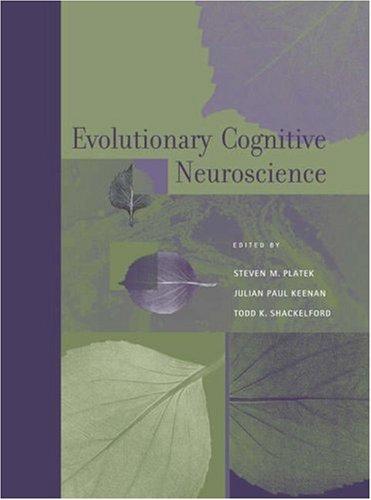 Evolutionary Cognitive
Neuroscience
EDITED BY
STEVEN M. PLATEK
JULIAN PAUL KEENAN
TODD K. SHACKELFORD